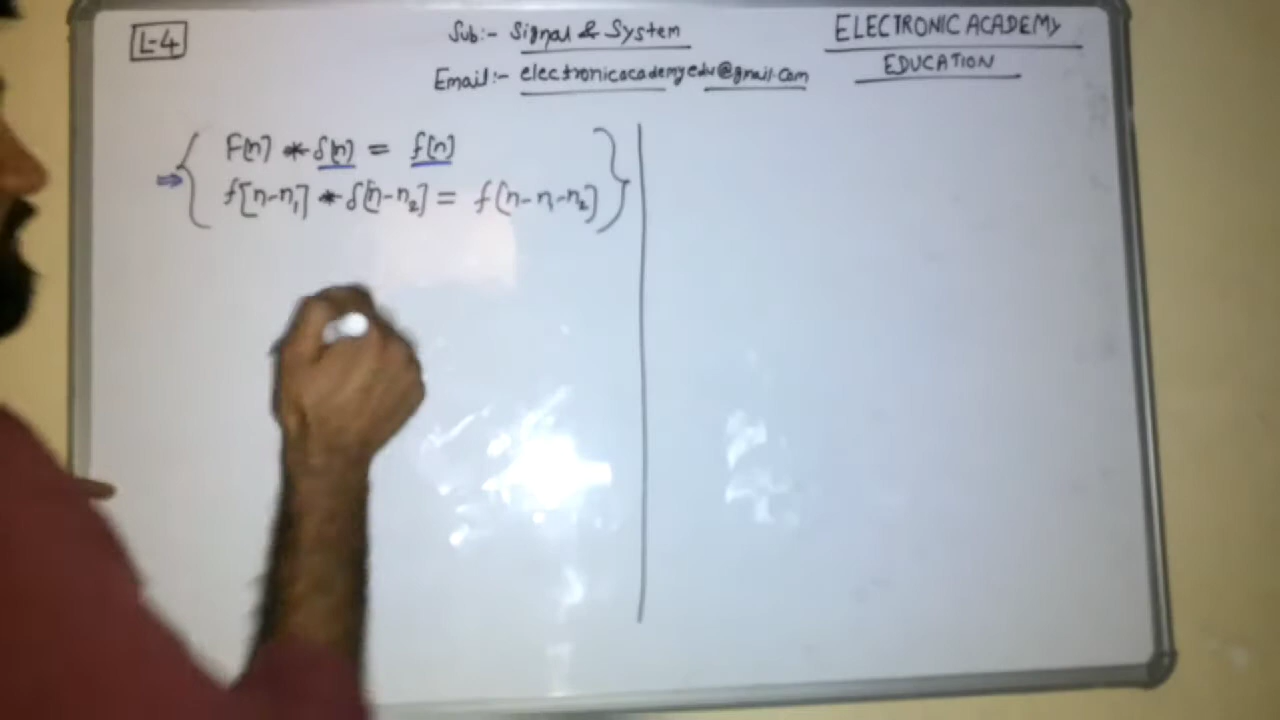 L-4
Sub:- Signal & System
Email:- electronicacademyedu@gmail.com
ELECTRONIC ACADEMY
EDUCATION
⇒ { F[n] * δ[n] = f[n]
f[n-n₁] * δ[n-n₂] = f[n-n₁-n₂] }